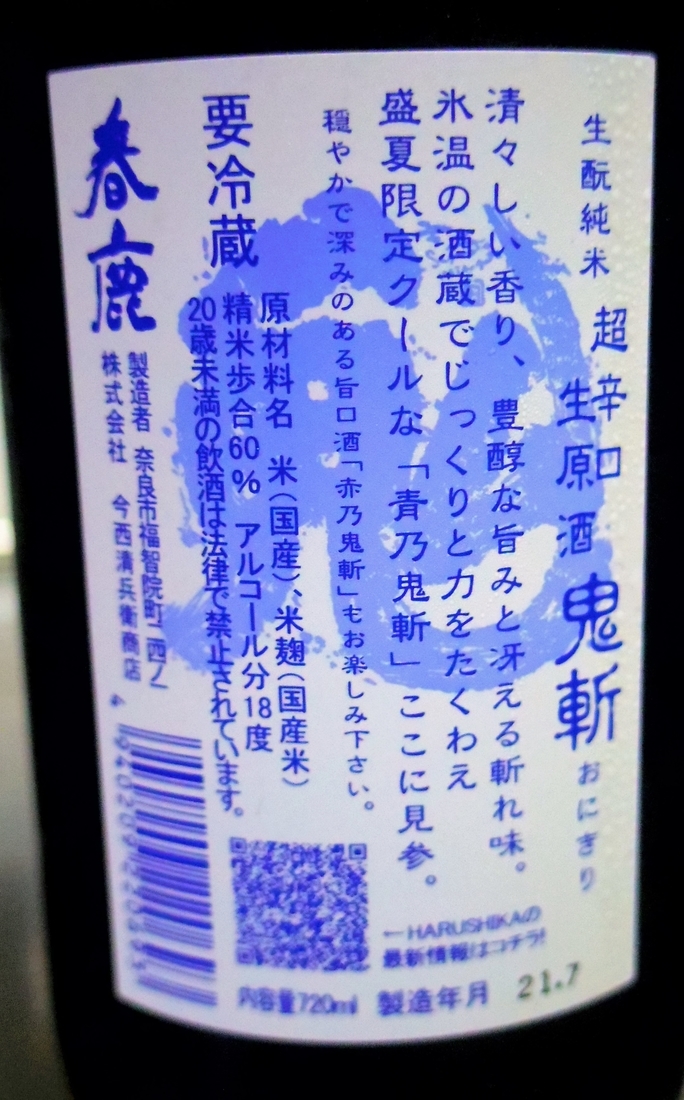 生酛純米 超辛口
生原酒 鬼斬 おにぎり
清々しい香り、豊醇な旨みと冴える斬れ味。
氷温の酒蔵でじっくりと力をたくわえ
盛夏限定クールな「青乃鬼斬」ここに見参。
穏やかで深みのある旨口酒「赤乃鬼斬」もお楽しみ下さい。
要冷蔵
原材料名 米(国産)、米麹(国産米)
精米歩合60% アルコール分18度
20歳未満の飲酒は法律で禁止されています。
春鹿
製造者 奈良市福智院町二四ノ一
株式会社 今西清兵衛商店
←HARUSHIKAの
最新情報はコチラ!
内容量720ml 製造年月 21.7